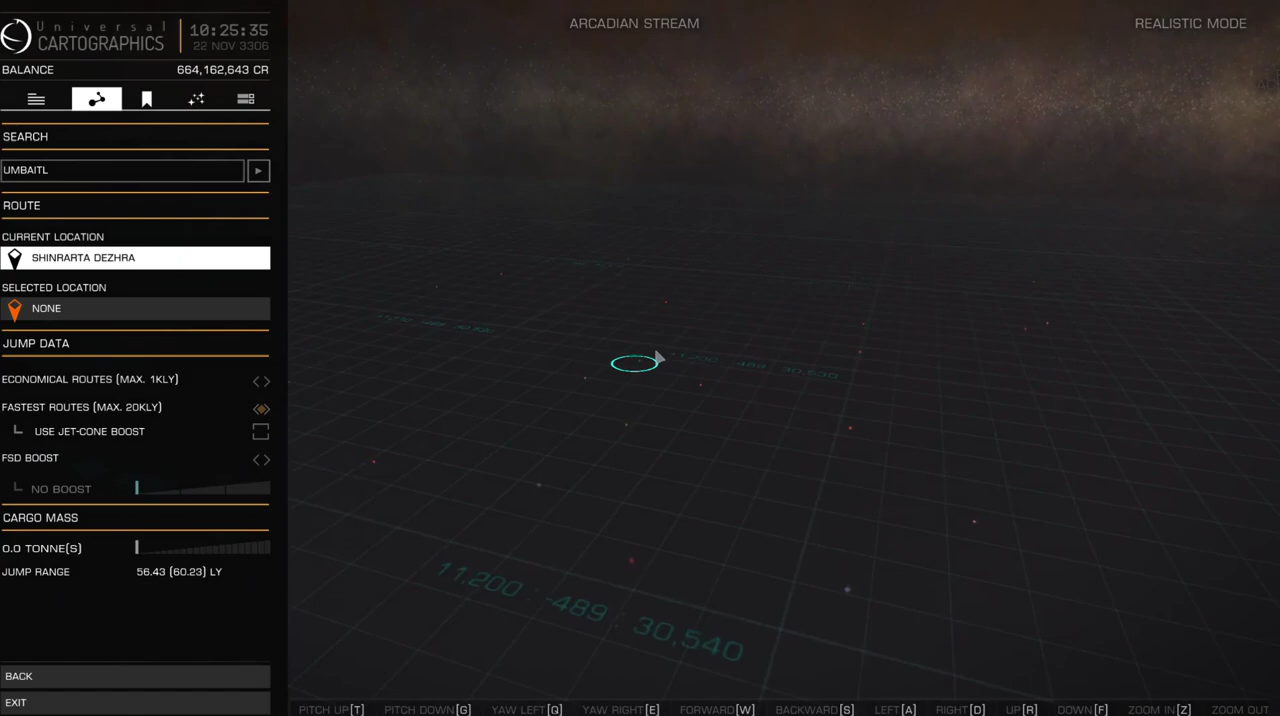 Universal
CARTOGRAPHICS
10:25:35
22 NOV 3306
ARCADIAN STREAM
REALISTIC MODE
BALANCE 664,162,643 CR
SEARCH
UMBAITL
ROUTE
CURRENT LOCATION
SHINRARTA DEZHRA
SELECTED LOCATION
NONE
JUMP DATA
ECONOMICAL ROUTES (MAX. 1KLY)
FASTEST ROUTES (MAX. 20KLY)
USE JET-CONE BOOST
FSD BOOST
NO BOOST
CARGO MASS
0.0 TONNE(S)
JUMP RANGE 56.43 (60.23) LY
11,200 : -489 : 30,540
BACK
EXIT
PITCH UP[T] PITCH DOWN[G] YAW LEFT[Q] YAW RIGHT[E] FORWARD[W] BACKWARD[S] LEFT[A] RIGHT[D] UP[R] DOWN[F] ZOOM IN[Z] ZOOM OUT